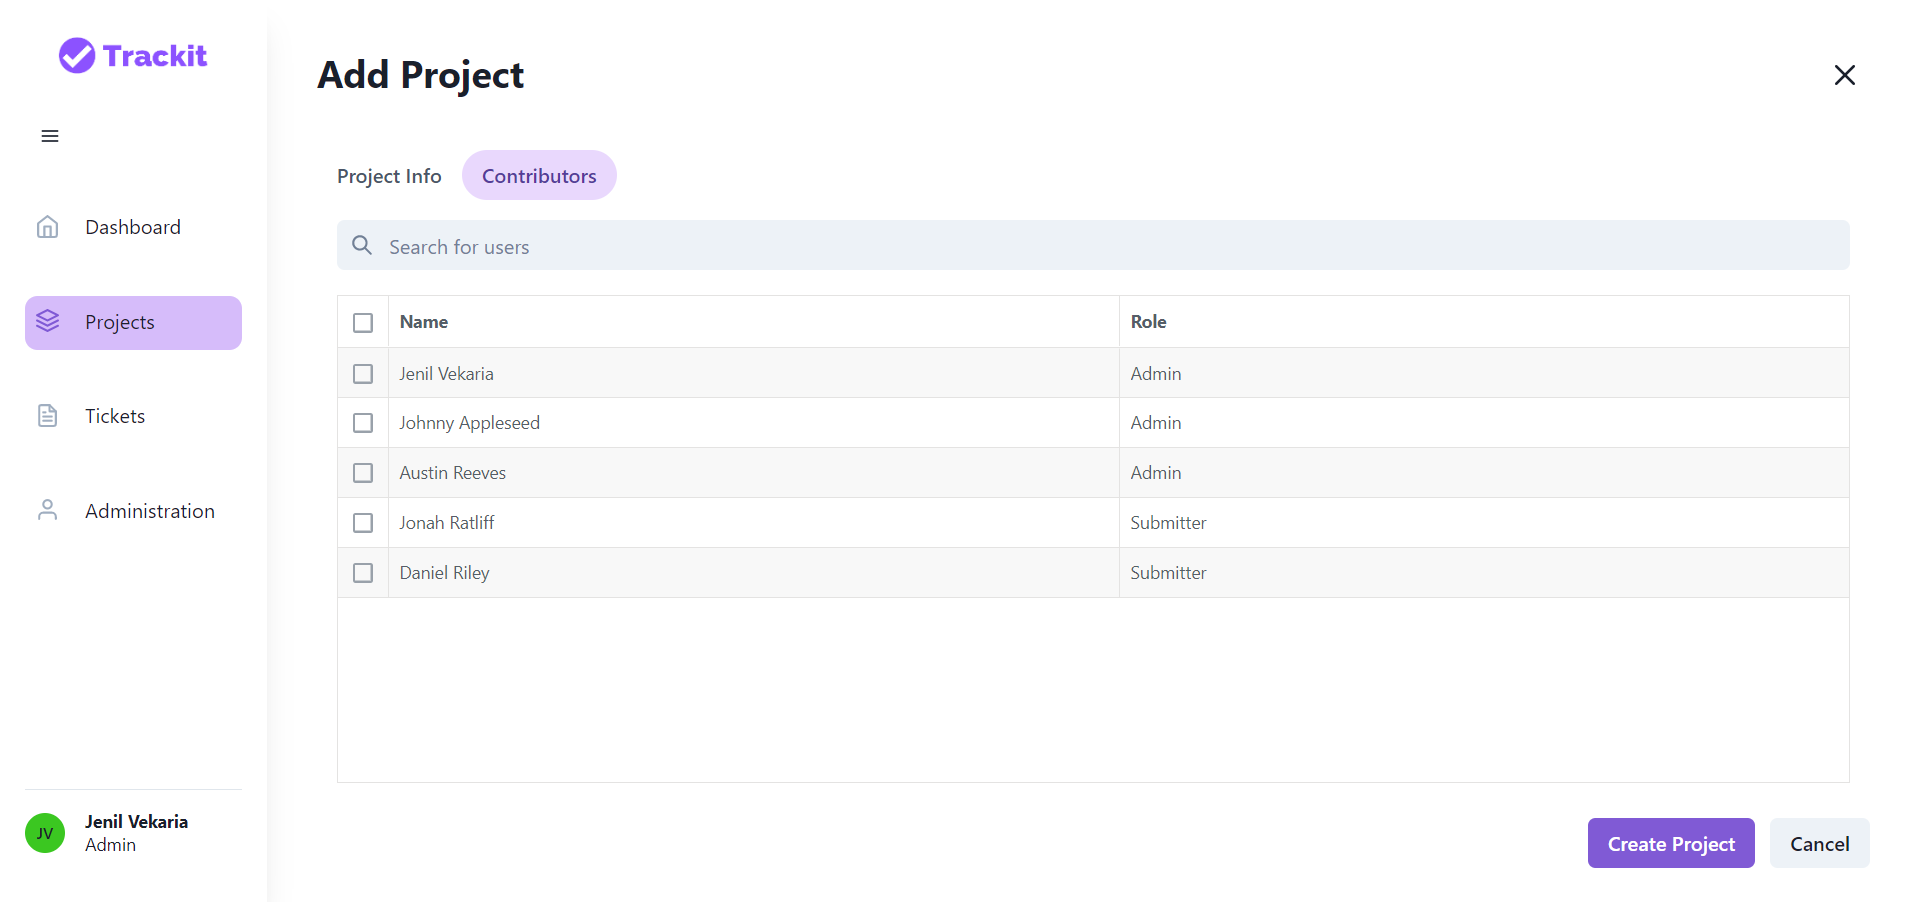 Trackit
Add Project
Project Info
Contributors
Dashboard
Search for users
Projects
Name Role
Jenil Vekaria Admin
Tickets
Johnny Appleseed Admin
Austin Reeves Admin
Administration
Jonah Ratliff Submitter
Daniel Riley Submitter
JV
Jenil Vekaria
Admin
Create Project
Cancel